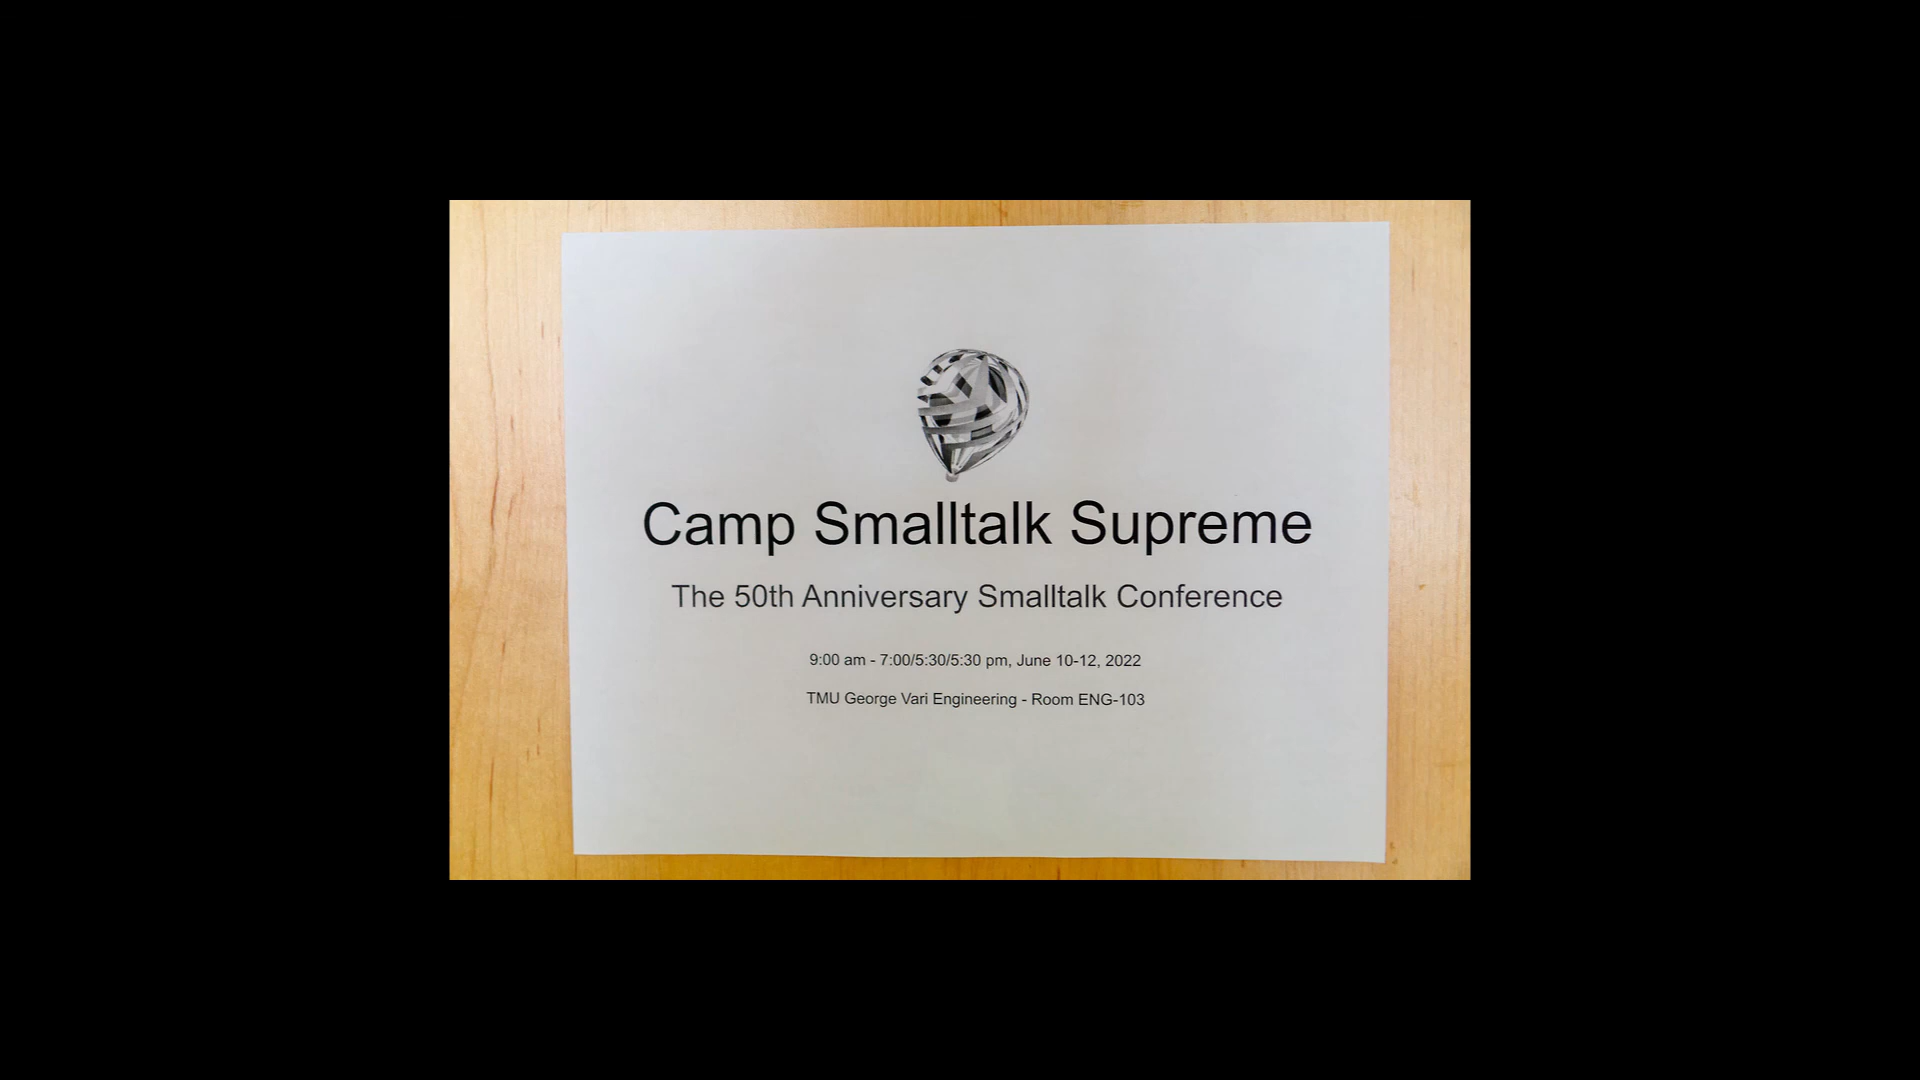 Camp Smalltalk Supreme
The 50th Anniversary Smalltalk Conference
9:00 am - 7:00/5:30/5:30 pm, June 10-12, 2022
TMU George Vari Engineering - Room ENG-103